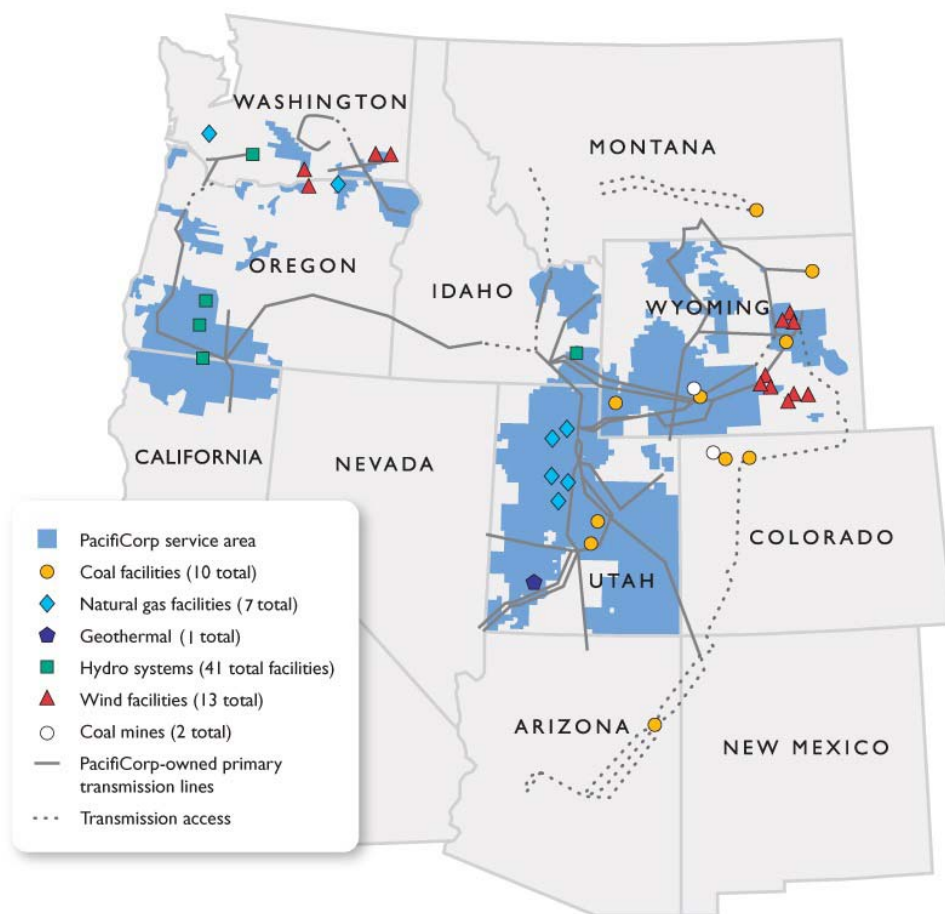 WASHINGTON
MONTANA
OREGON
IDAHO
WYOMING
CALIFORNIA
NEVADA
UTAH
COLORADO
ARIZONA
NEW MEXICO
PacifiCorp service area
Coal facilities (10 total)
Natural gas facilities (7 total)
Geothermal (1 total)
Hydro systems (41 total facilities)
Wind facilities (13 total)
Coal mines (2 total)
PacifiCorp-owned primary
transmission lines
Transmission access